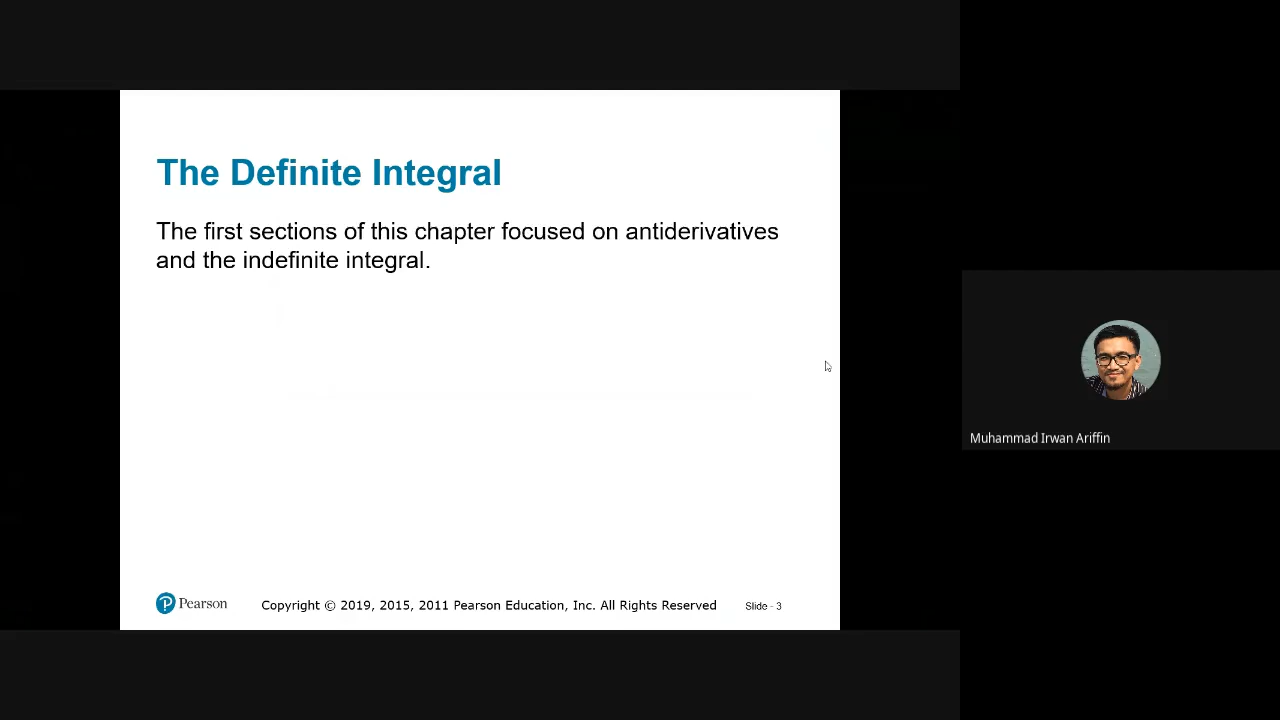 The Definite Integral
The first sections of this chapter focused on antiderivatives
and the indefinite integral.
Muhammad Irwan Ariffin
P Pearson
Copyright © 2019, 2015, 2011 Pearson Education, Inc. All Rights Reserved
Slide - 3